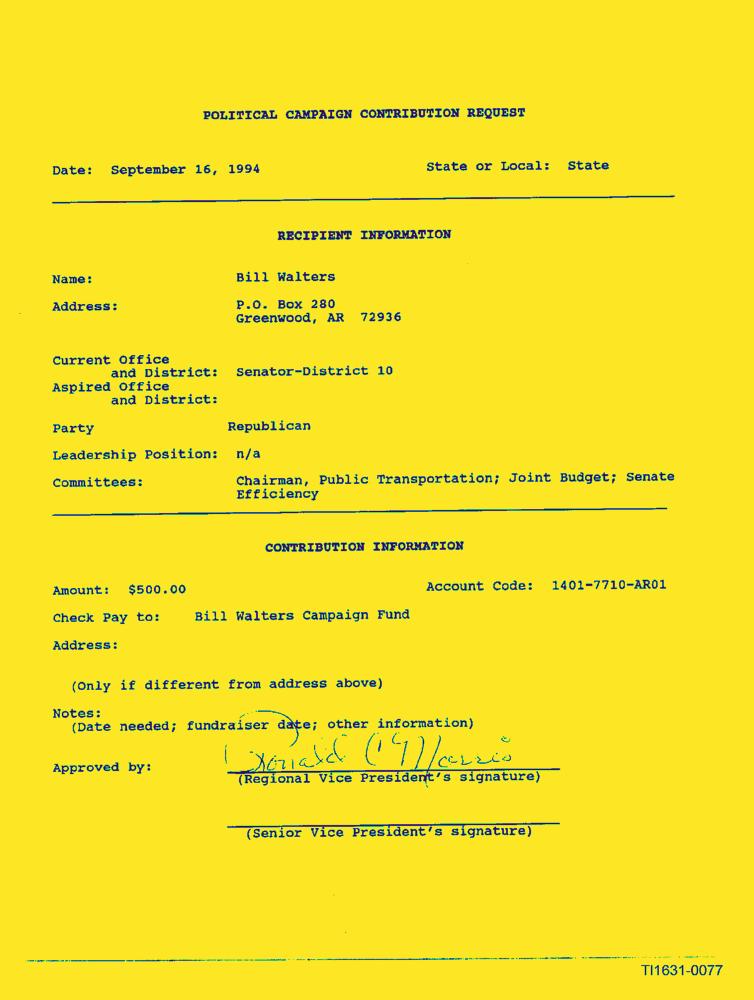 POLITICAL CAMPAIGN CONTRIBUTION REQUEST
Date: September 16, 1994 State or Local: State
RECIPIENT INFORMATION
Name: Bill Walters
Address: P.O. Box 280
Greenwood, AR 72936
Current Office
and District: Senator-District 10
Aspired Office
and District:
Party Republican
Leadership Position: n/a
Committees: Chairman, Public Transportation; Joint Budget; Senate
Efficiency
CONTRIBUTION INFORMATION
Amount: $500.00 Account Code: 1401-7710-AR01
Check Pay to: Bill Walters Campaign Fund
Address:
(Only if different from address above)
Notes:
(Date needed; fundraiser date; other information)
Approved by: Donald
(Regional Vice President's signature)
(Senior Vice President's signature)
TI1631-0077